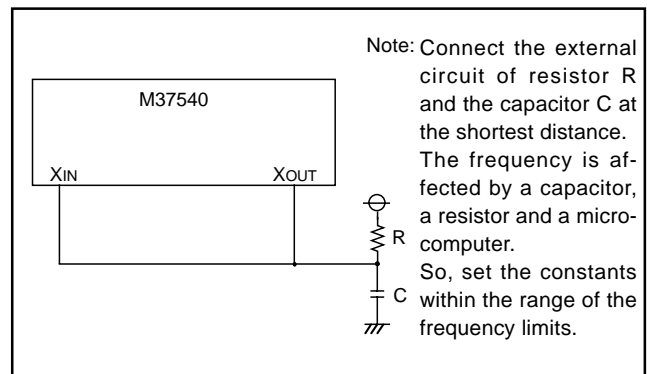 M37540
XIN
XOUT
R
C
Note: Connect the external
circuit of resistor R
and the capacitor C at
the shortest distance.
The frequency is af-
fected by a capacitor,
a resistor and a micro-
computer.
So, set the constants
within the range of the
frequency limits.